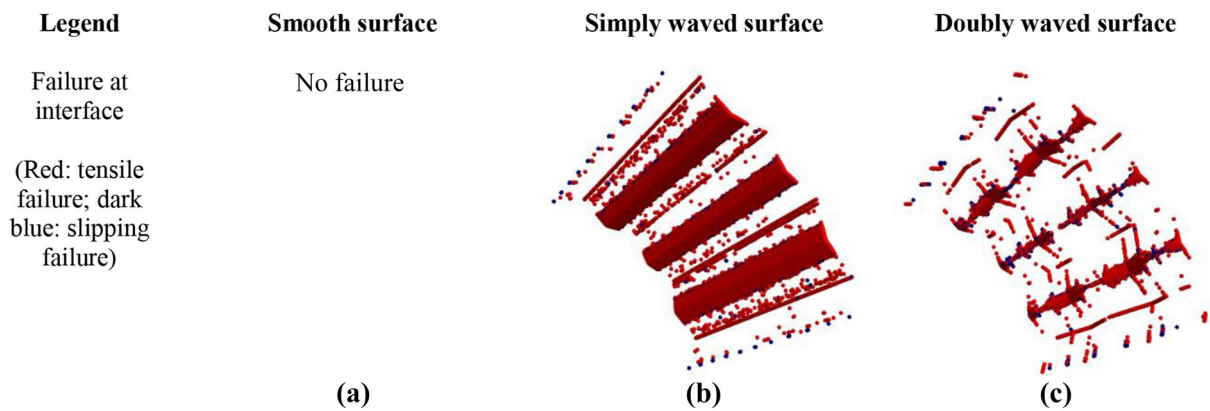 Legend
Smooth surface
Simply waved surface
Doubly waved surface
Failure at
interface
(Red: tensile
failure; dark
blue: slipping
failure)
No failure
(a)
(b)
(c)